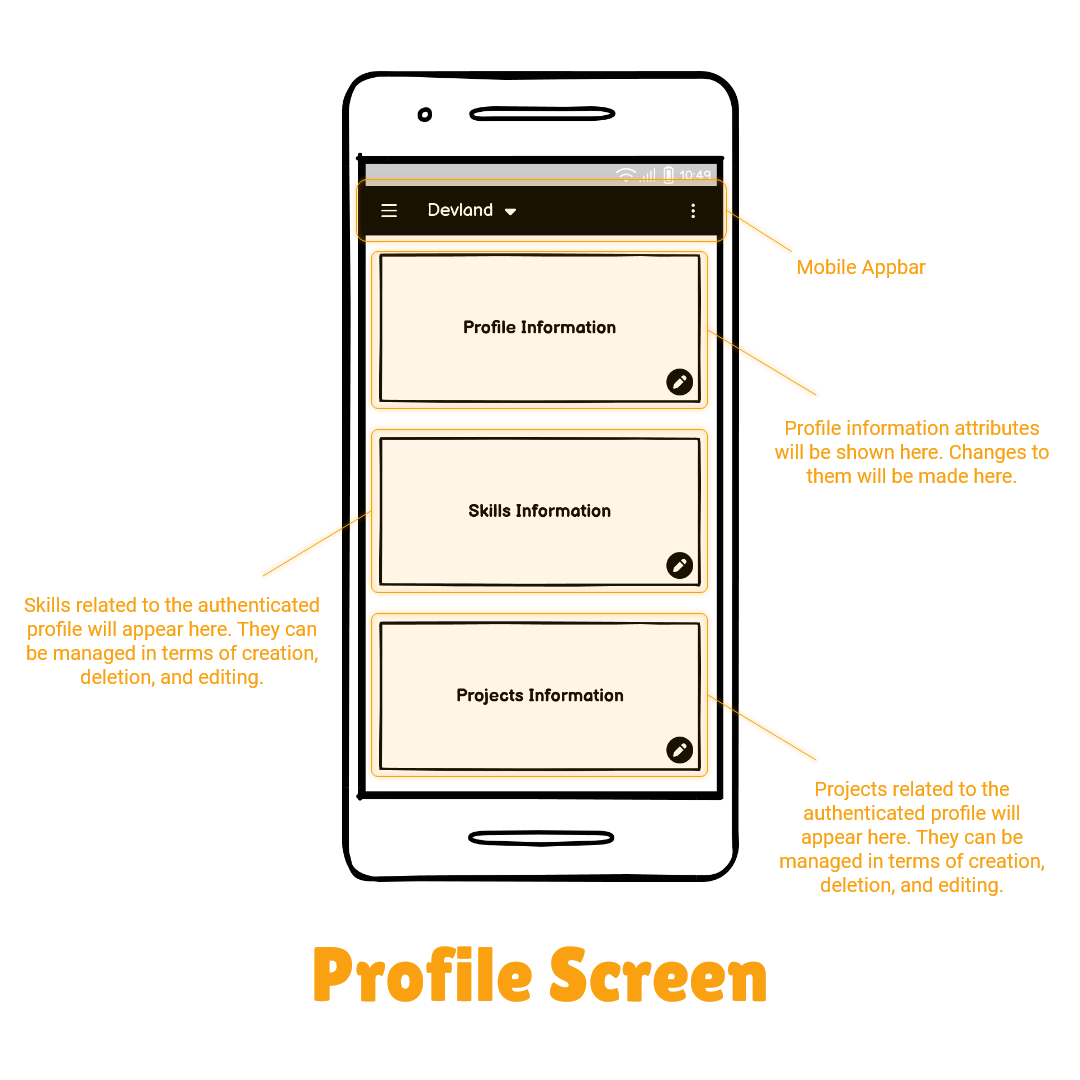 10:49
Devland
Mobile Appbar
Profile Information
Profile information attributes
will be shown here. Changes to
them will be made here.
Skills Information
Skills related to the authenticated
profile will appear here. They can
be managed in terms of creation,
deletion, and editing.
Projects Information
Projects related to the
authenticated profile will
appear here. They can be
managed in terms of creation,
deletion, and editing.
Profile Screen